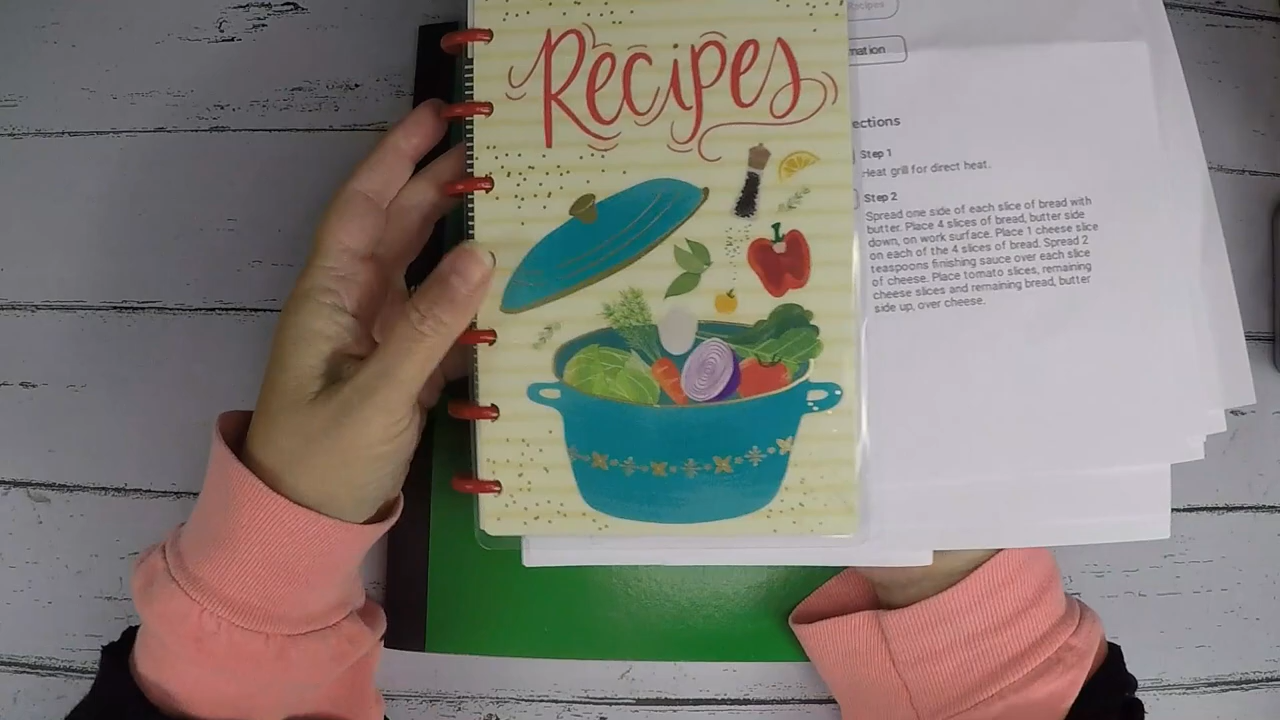 Recipes
Recipes
mation
ections
Step 1
Heat grill for direct heat.
Step 2
Spread one side of each slice of bread with
butter. Place 4 slices of bread, butter side
down, on work surface. Place 1 cheese slice
on each of the 4 slices of bread. Spread 2
teaspoons finishing sauce over each slice
of cheese. Place tomato slices, remaining
cheese slices and remaining bread, butter
side up, over cheese.